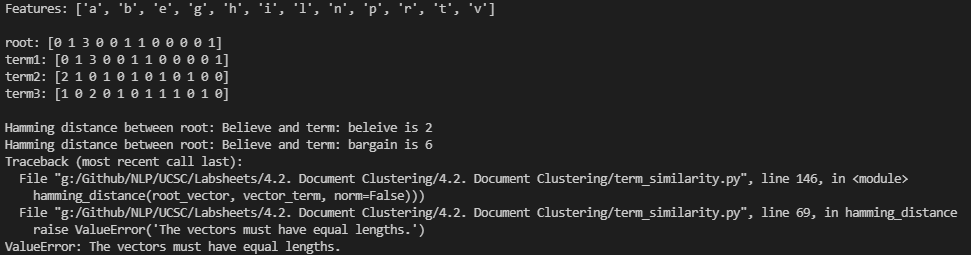 Features: ['a', 'b', 'e', 'g', 'h', 'i', 'l', 'n', 'p', 'r', 't', 'v']
root: [0 1 3 0 0 1 1 0 0 0 0 1]
term1: [0 1 3 0 0 1 1 0 0 0 0 1]
term2: [2 1 0 1 0 1 0 1 0 1 0 0]
term3: [1 0 2 0 1 0 1 1 1 0 1 0]
Hamming distance between root: Believe and term: beleive is 2
Hamming distance between root: Believe and term: bargain is 6
Traceback (most recent call last):
  File "g:/Github/NLP/UCSC/Labsheets/4.2. Document Clustering/4.2. Document Clustering/term_similarity.py", line 146, in <module>
    hamming_distance(root_vector, vector_term, norm=False)))
  File "g:/Github/NLP/UCSC/Labsheets/4.2. Document Clustering/4.2. Document Clustering/term_similarity.py", line 69, in hamming_distance
    raise ValueError('The vectors must have equal lengths.')
ValueError: The vectors must have equal lengths.